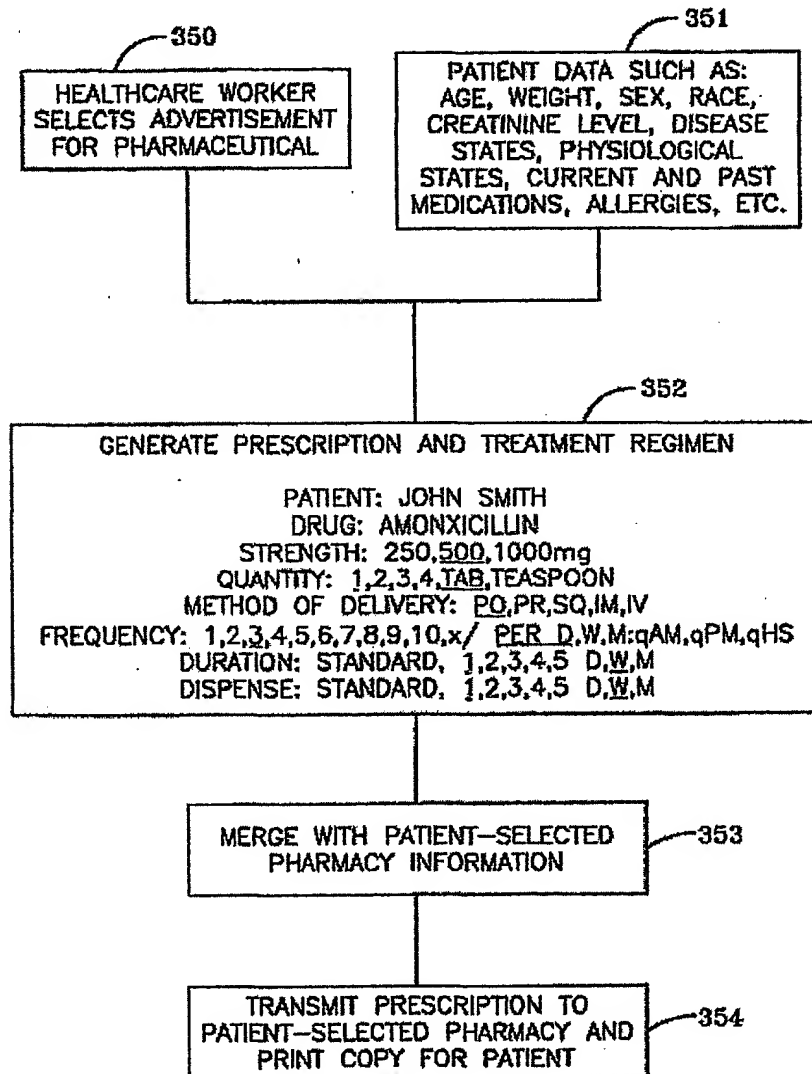 350
HEALTHCARE WORKER
SELECTS ADVERTISEMENT
FOR PHARMACEUTICAL
351
PATIENT DATA SUCH AS:
AGE, WEIGHT, SEX, RACE,
CREATININE LEVEL, DISEASE
STATES, PHYSIOLOGICAL
STATES, CURRENT AND PAST
MEDICATIONS, ALLERGIES, ETC.
352
GENERATE PRESCRIPTION AND TREATMENT REGIMEN
PATIENT: JOHN SMITH
DRUG: AMONXICILLIN
STRENGTH: 250,500,1000mg
QUANTITY: 1,2,3,4,TAB,TEASPOON
METHOD OF DELIVERY: PO,PR,SQ,IM,IV
FREQUENCY: 1,2,3,4,5,6,7,8,9,10,x/ PER D,W,M:qAM,qPM,qHS
DURATION: STANDARD, 1,2,3,4,5 D,W,M
DISPENSE: STANDARD, 1,2,3,4,5 D,W,M
MERGE WITH PATIENT-SELECTED
PHARMACY INFORMATION
353
TRANSMIT PRESCRIPTION TO
PATIENT-SELECTED PHARMACY AND
PRINT COPY FOR PATIENT
354